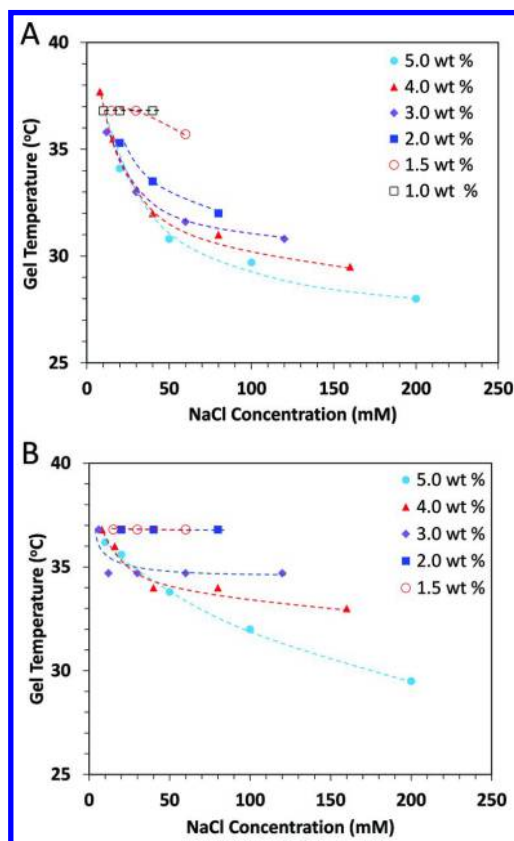 A
40
5.0 wt %
4.0 wt %
3.0 wt %
2.0 wt %
1.5 wt %
1.0 wt %
35
30
25
Gel Temperature (°C)
0 50 100 150 200 250
NaCl Concentration (mM)
B
40
5.0 wt %
4.0 wt %
3.0 wt %
2.0 wt %
1.5 wt %
35
30
25
Gel Temperature (°C)
0 50 100 150 200 250
NaCl Concentration (mM)